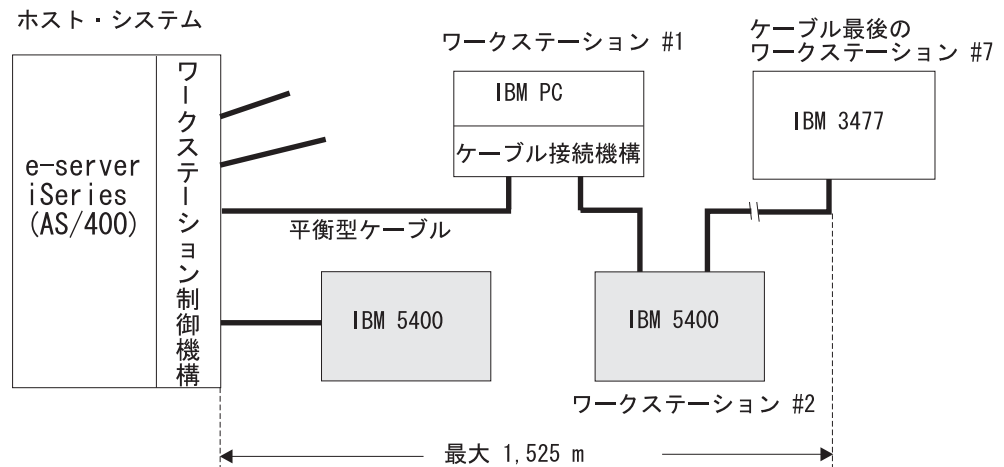 ホスト・システム
ワークステーション制御機構
e-server
iSeries
(AS/400)
ワークステーション #1
IBM PC
ケーブル接続機構
ケーブル最後の
ワークステーション #7
IBM 3477
平衡型ケーブル
IBM 5400
IBM 5400
ワークステーション #2
最大 1,525 m